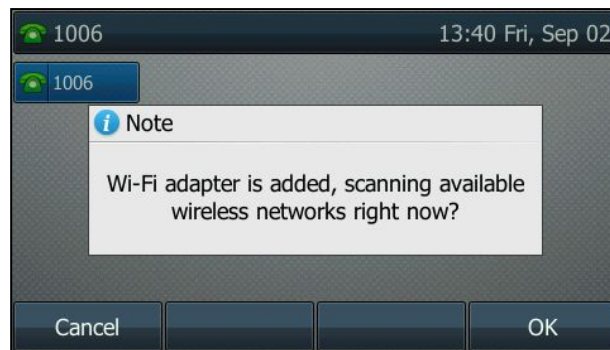 1006
13:40 Fri, Sep 02
1006
Note
Wi-Fi adapter is added, scanning available
wireless networks right now?
Cancel
OK